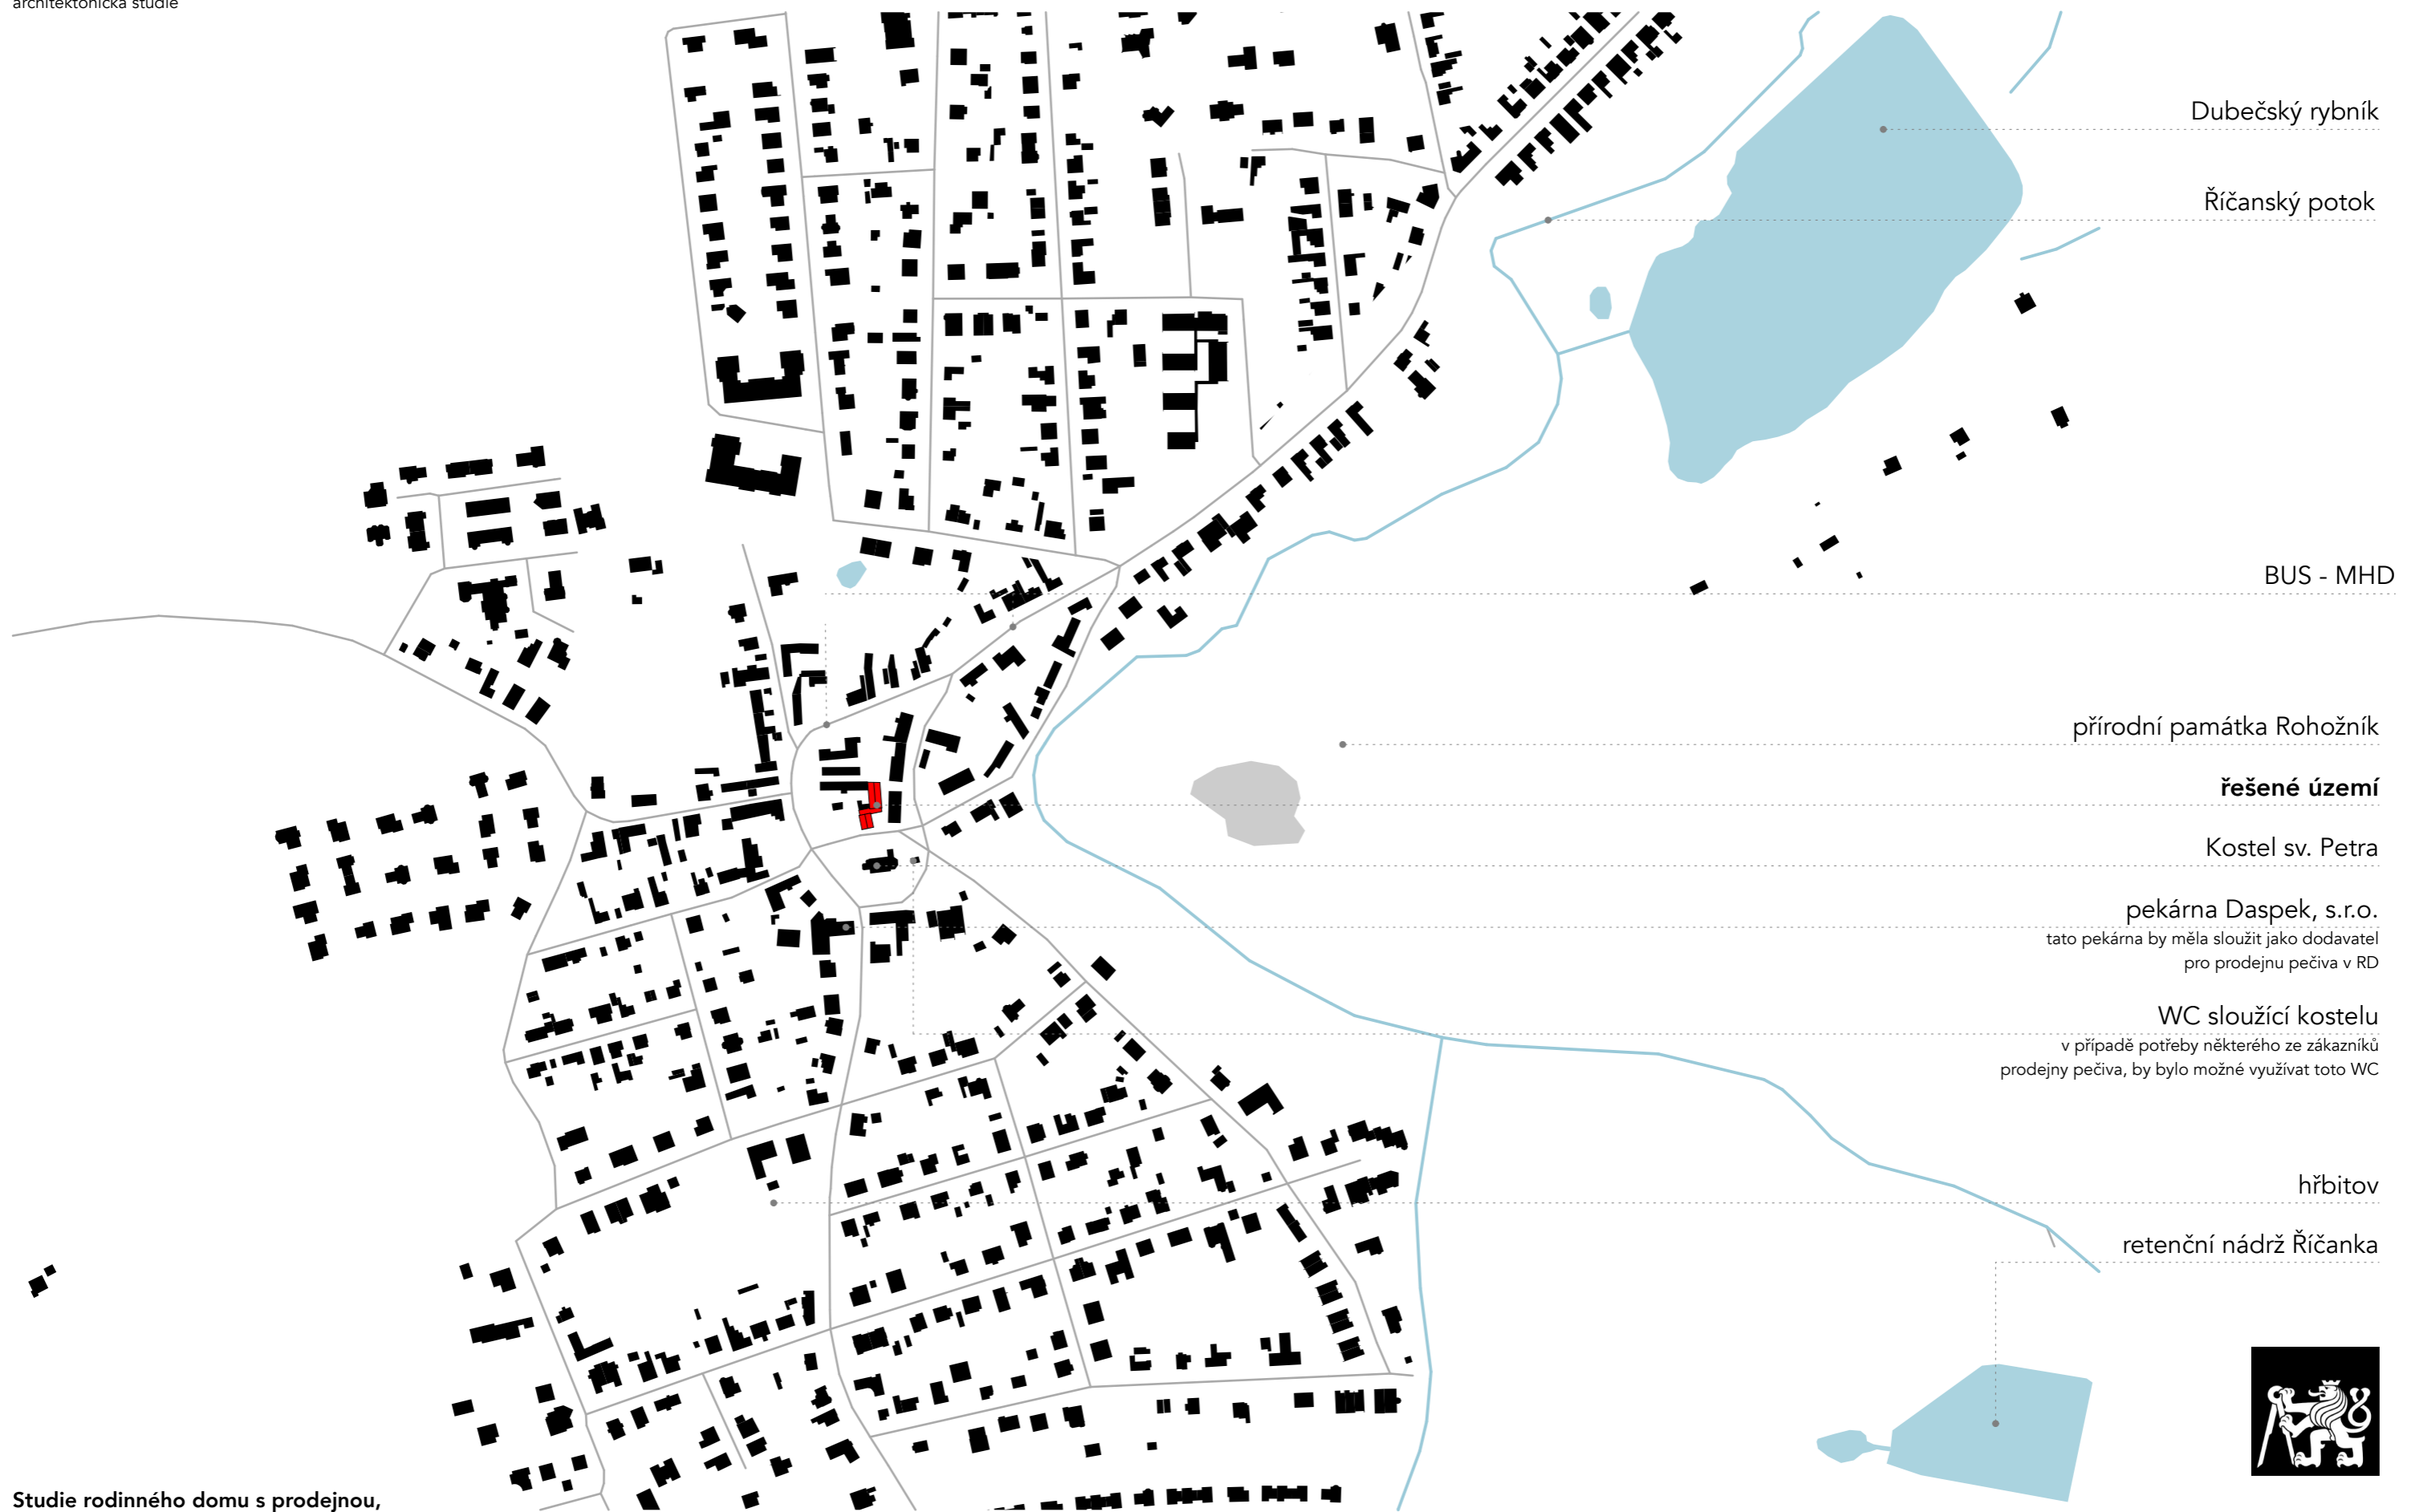 architektonická studie
Dubečský rybník
Říčanský potok
BUS - MHD
přírodní památka Rohožník
řešené území
Kostel sv. Petra
pekárna Daspek, s.r.o.
tato pekárna by měla sloužit jako dodavatel
pro prodejnu pečiva v RD
WC sloužící kostelu
v případě potřeby některého ze zákazníků
prodejny pečiva, by bylo možné využívat toto WC
hřbitov
retenční nádrž Říčanka
Studie rodinného domu s prodejnou,